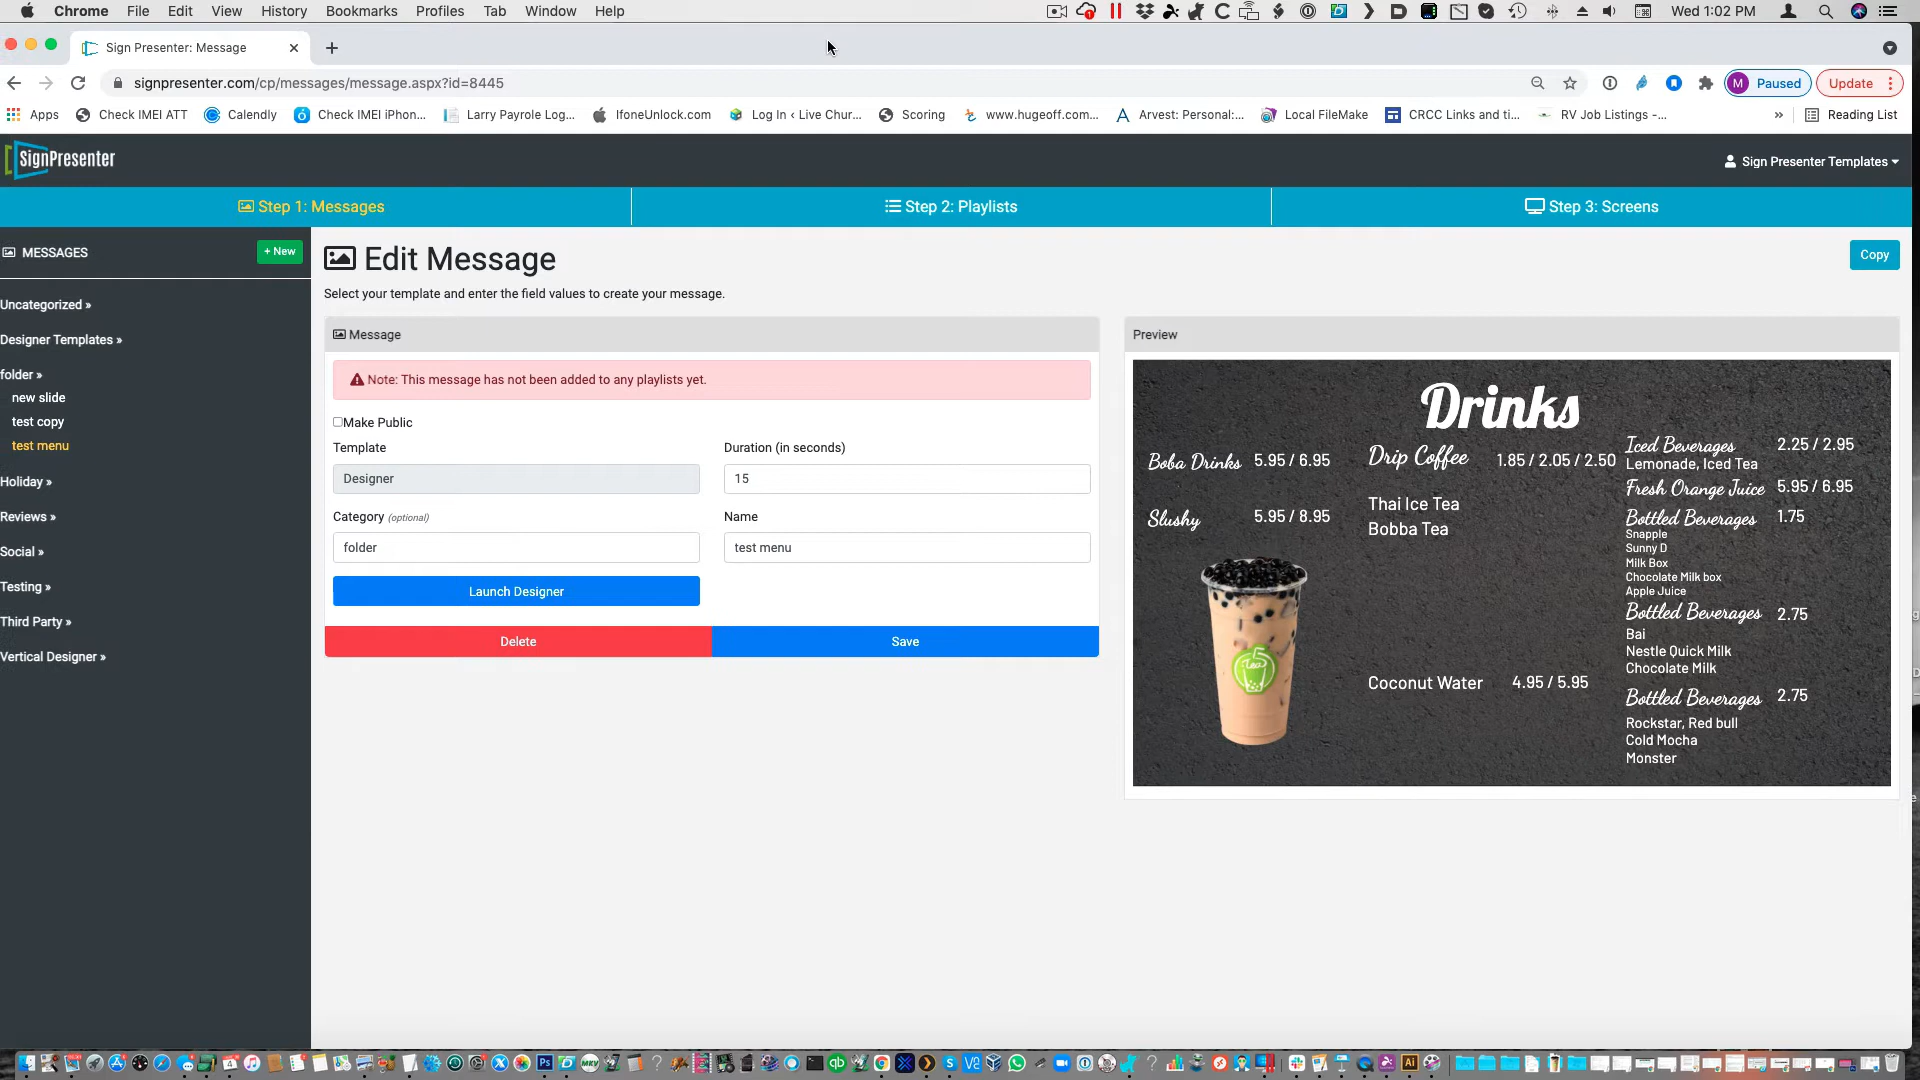 Chrome File Edit View History Bookmarks Profiles Tab Window Help Wed 1:02 PM
Sign Presenter: Message
signpresenter.com/cp/messages/message.aspx?id=8445 M Paused Update
Apps Check IMEI ATT Calendly Check IMEI iPhon... Larry Payrole Log... IfoneUnlock.com Log In ‹ Live Chur... Scoring www.hugeoff.com... Arvest: Personal:... Local FileMake CRCC Links and ti... RV Job Listings -... » Reading List
SignPresenter Sign Presenter Templates
Step 1: Messages Step 2: Playlists Step 3: Screens
MESSAGES + New
Uncategorized »
Designer Templates »
folder »
new slide
test copy
test menu
Holiday »
Reviews »
Social »
Testing »
Third Party »
Vertical Designer »
Edit Message
Copy
Select your template and enter the field values to create your message.
Message
Note: This message has not been added to any playlists yet.
Make Public
Template Duration (in seconds)
Designer 15
Category (optional) Name
folder test menu
Launch Designer
Delete Save
Preview
Drinks
Boba Drinks 5.95 / 6.95
Slushy 5.95 / 8.95
Tea
Drip Coffee 1.85 / 2.05 / 2.50
Thai Ice Tea
Bobba Tea
Coconut Water 4.95 / 5.95
Iced Beverages 2.25 / 2.95
Lemonade, Iced Tea
Fresh Orange Juice 5.95 / 6.95
Bottled Beverages 1.75
Snapple
Sunny D
Milk Box
Chocolate Milk box
Apple Juice
Bottled Beverages 2.75
Bai
Nestle Quick Milk
Chocolate Milk
Bottled Beverages 2.75
Rockstar, Red bull
Cold Mocha
Monster